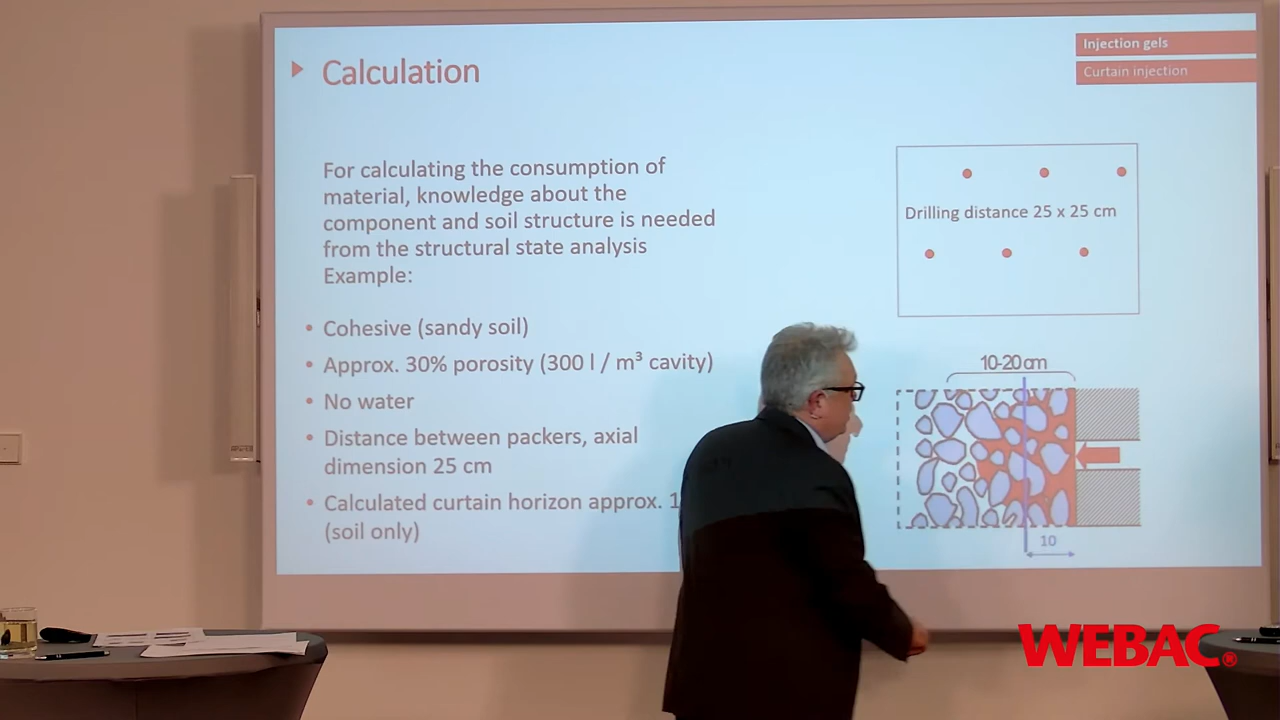 Injection gels
Calculation
Curtain injection
For calculating the consumption of
material, knowledge about the
component and soil structure is needed
from the structural state analysis
Example:
• Cohesive (sandy soil)
• Approx. 30% porosity (300 l / m³ cavity)
• No water
• Distance between packers, axial
dimension 25 cm
• Calculated curtain horizon approx. 1
(soil only)
Drilling distance 25 x 25 cm
10-20 cm
10
WEBAC®